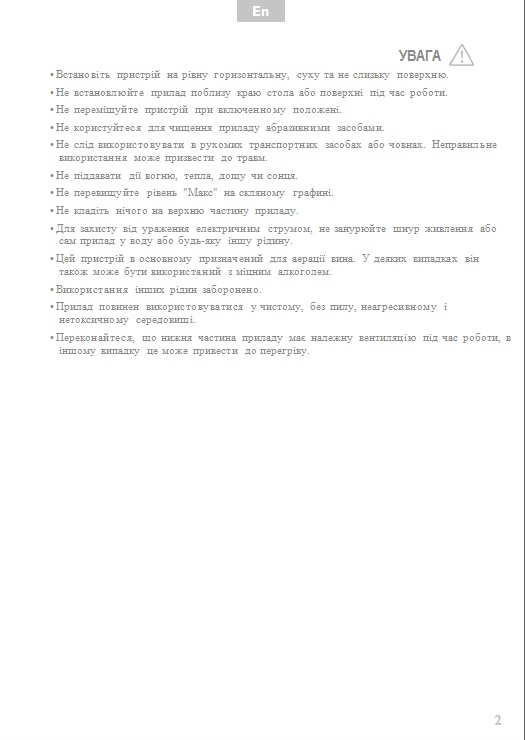 En
УВАГА
• Встановіть пристрій на рівну горизонтальну, суху та не слизьку поверхню.
• Не встановлюйте прилад поблизу краю стола або поверхні під час роботи.
• Не переміщуйте пристрій при включенному положені.
• Не користуйтеся для чищення приладу абразивними засобами.
• Не слід використовувати в рухомих транспортних засобах або човнах. Неправильне
використання може призвести до травм.
• Не піддавати дії вогню, тепла, дощу чи сонця.
• Не перевищуйте рівень "Макс" на скляному графині.
• Не кладіть нічого на верхню частину приладу.
• Для захисту від ураження електричним струмом, не занурюйте шнур живлення або
сам прилад у воду або будь-яку іншу рідину.
• Цей пристрій в основному призначений для аерації вина. У деяких випадках він
також може бути використаний з міцним алкоголем.
• Використання інших рідин заборонено.
• Прилад повинен використовуватися у чистому, без пилу, неагресивному і
нетоксичному середовищі.
• Переконайтеся, що нижня частина приладу має належну вентиляцію під час роботи, в
іншому випадку це може привести до перегріву.
2